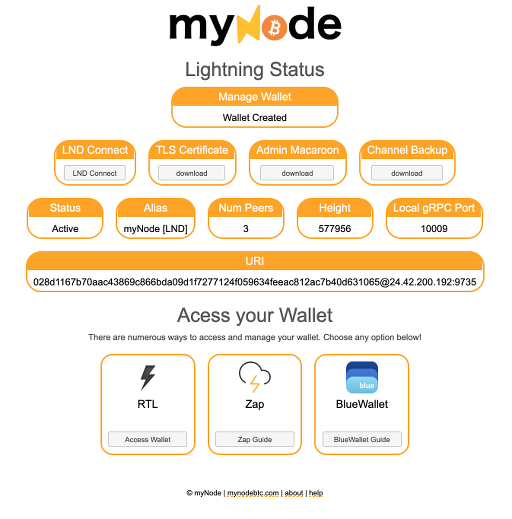 myNode
Lightning Status
Manage Wallet
Wallet Created
LND Connect TLS Certificate Admin Macaroon Channel Backup
LND Connect download download download
Status Alias Num Peers Height Local gRPC Port
Active myNode [LND] 3 577956 10009
URI
028d1167b70aac43869c866bda09d1f7277124f059634feeac812ac7b40d631065@24.42.200.192:9735
Acess your Wallet
There are numerous ways to access and manage your wallet. Choose any option below!
blue
RTL Zap BlueWallet
Access Wallet Zap Guide BlueWallet Guide
© myNode | mynodebtc.com | about | help